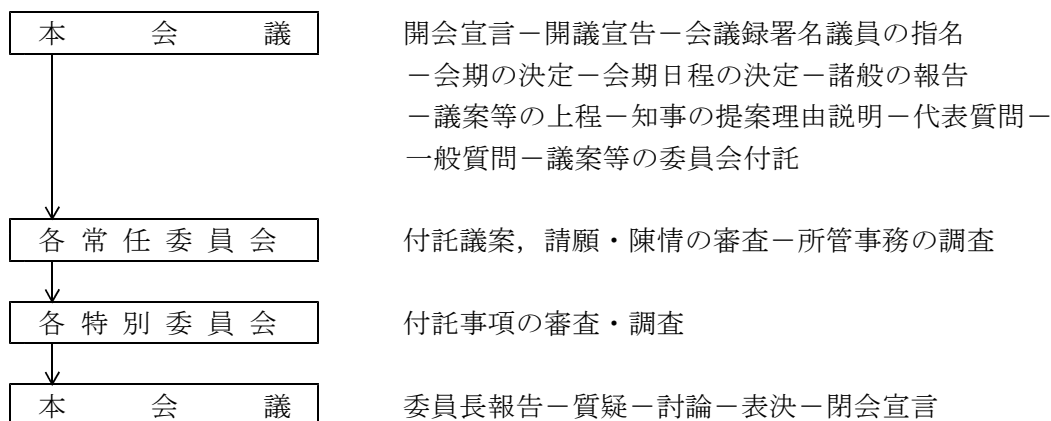 本会議 開会宣言－開議宣告－会議録署名議員の指名
－会期の決定－会期日程の決定－諸般の報告
－議案等の上程－知事の提案理由説明－代表質問－
一般質問－議案等の委員会付託
各常任委員会 付託議案，請願・陳情の審査－所管事務の調査
各特別委員会 付託事項の審査・調査
本会議 委員長報告－質疑－討論－表決－閉会宣言